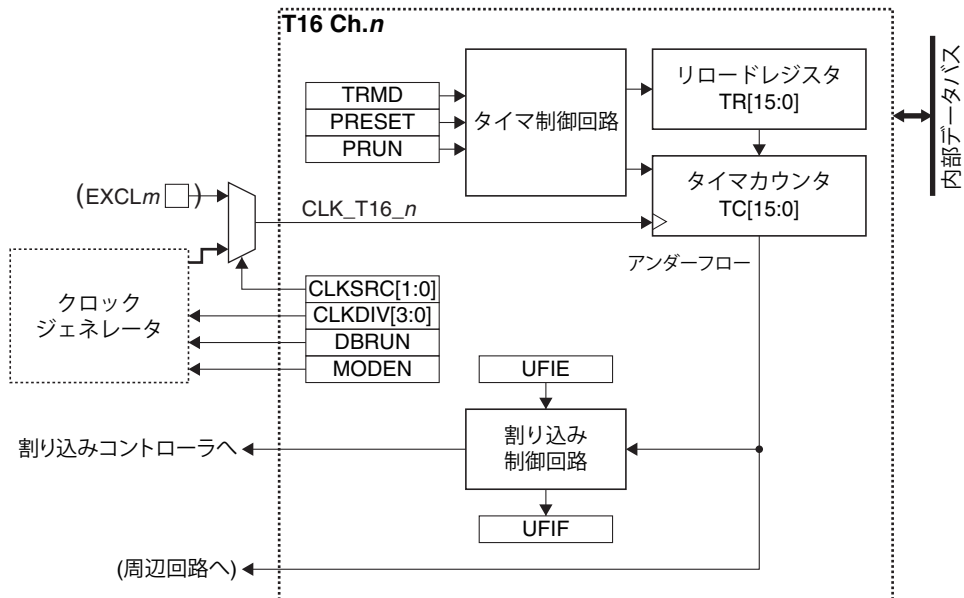 T16 Ch.n
TRMD
PRESET
PRUN
タイマ制御回路
リロードレジスタ
TR[15:0]
タイマカウンタ
TC[15:0]
内部データバス
(EXCLm )
CLK_T16_n
アンダーフロー
クロック
ジェネレータ
CLKSRC[1:0]
CLKDIV[3:0]
DBRUN
MODEN
UFIE
割り込み
制御回路
UFIF
割り込みコントローラへ
(周辺回路へ)